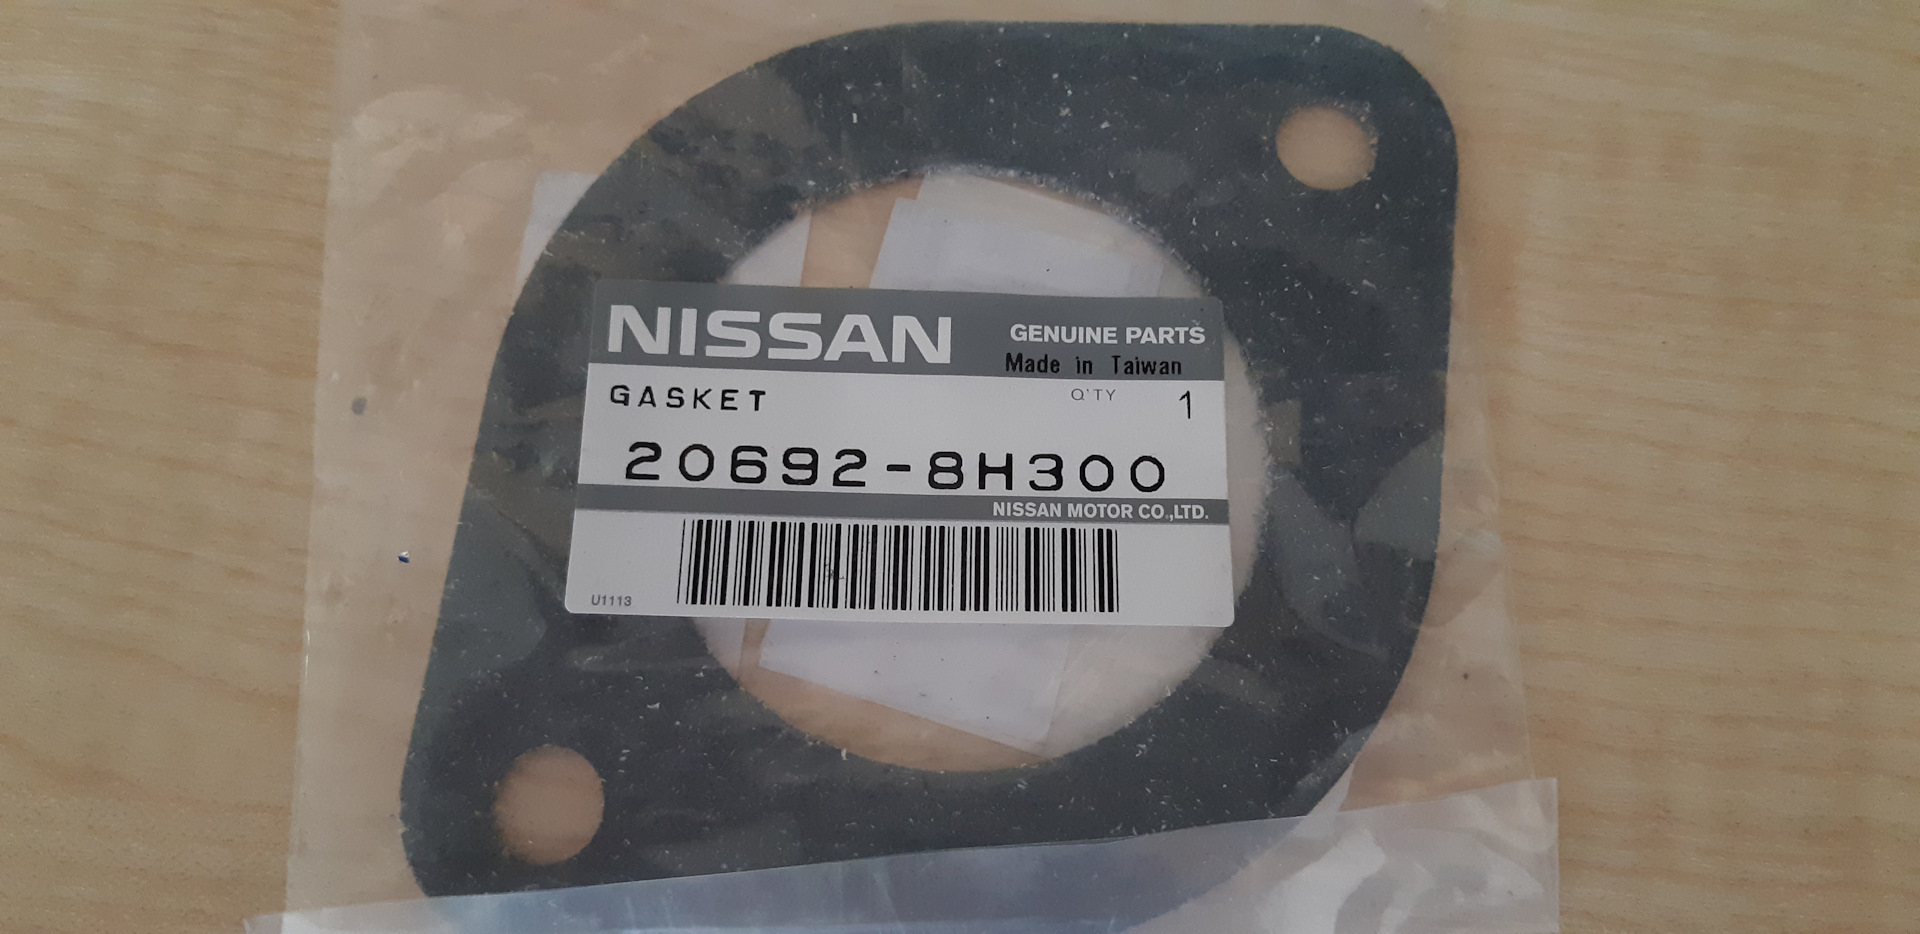 NISSAN
GENUINE PARTS
Made in Taiwan
GASKET Q'TY 1
20692-8H300
NISSAN MOTOR CO.,LTD.
U1113